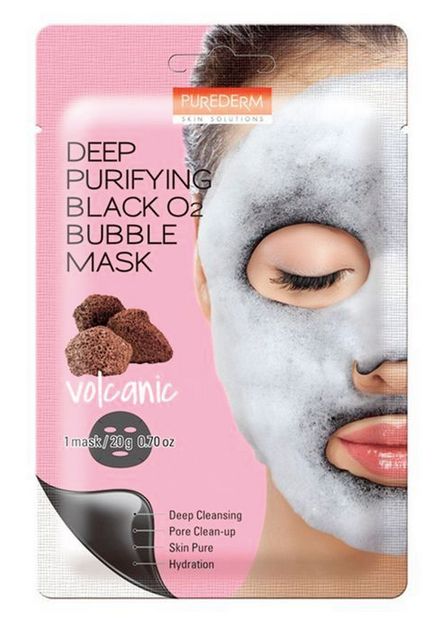 PUREDERM
SKIN SOLUTIONS
DEEP
PURIFYING
BLACK O2
BUBBLE
MASK
volcanic
1 mask / 20 g 0.70 oz
Deep Cleansing
Pore Clean-up
Skin Pure
Hydration